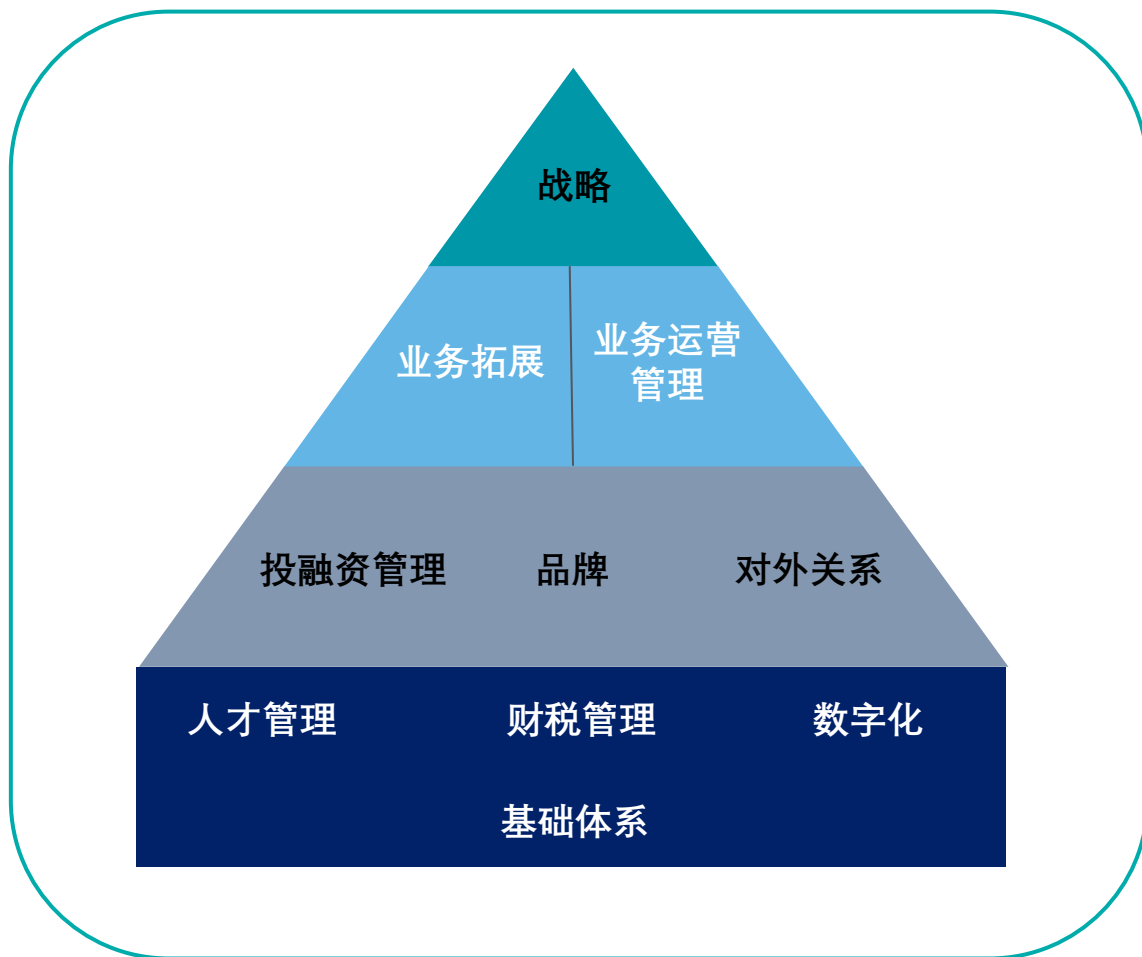 战略
业务拓展
业务运营
管理
投融资管理 品牌 对外关系
人才管理 财税管理 数字化
基础体系